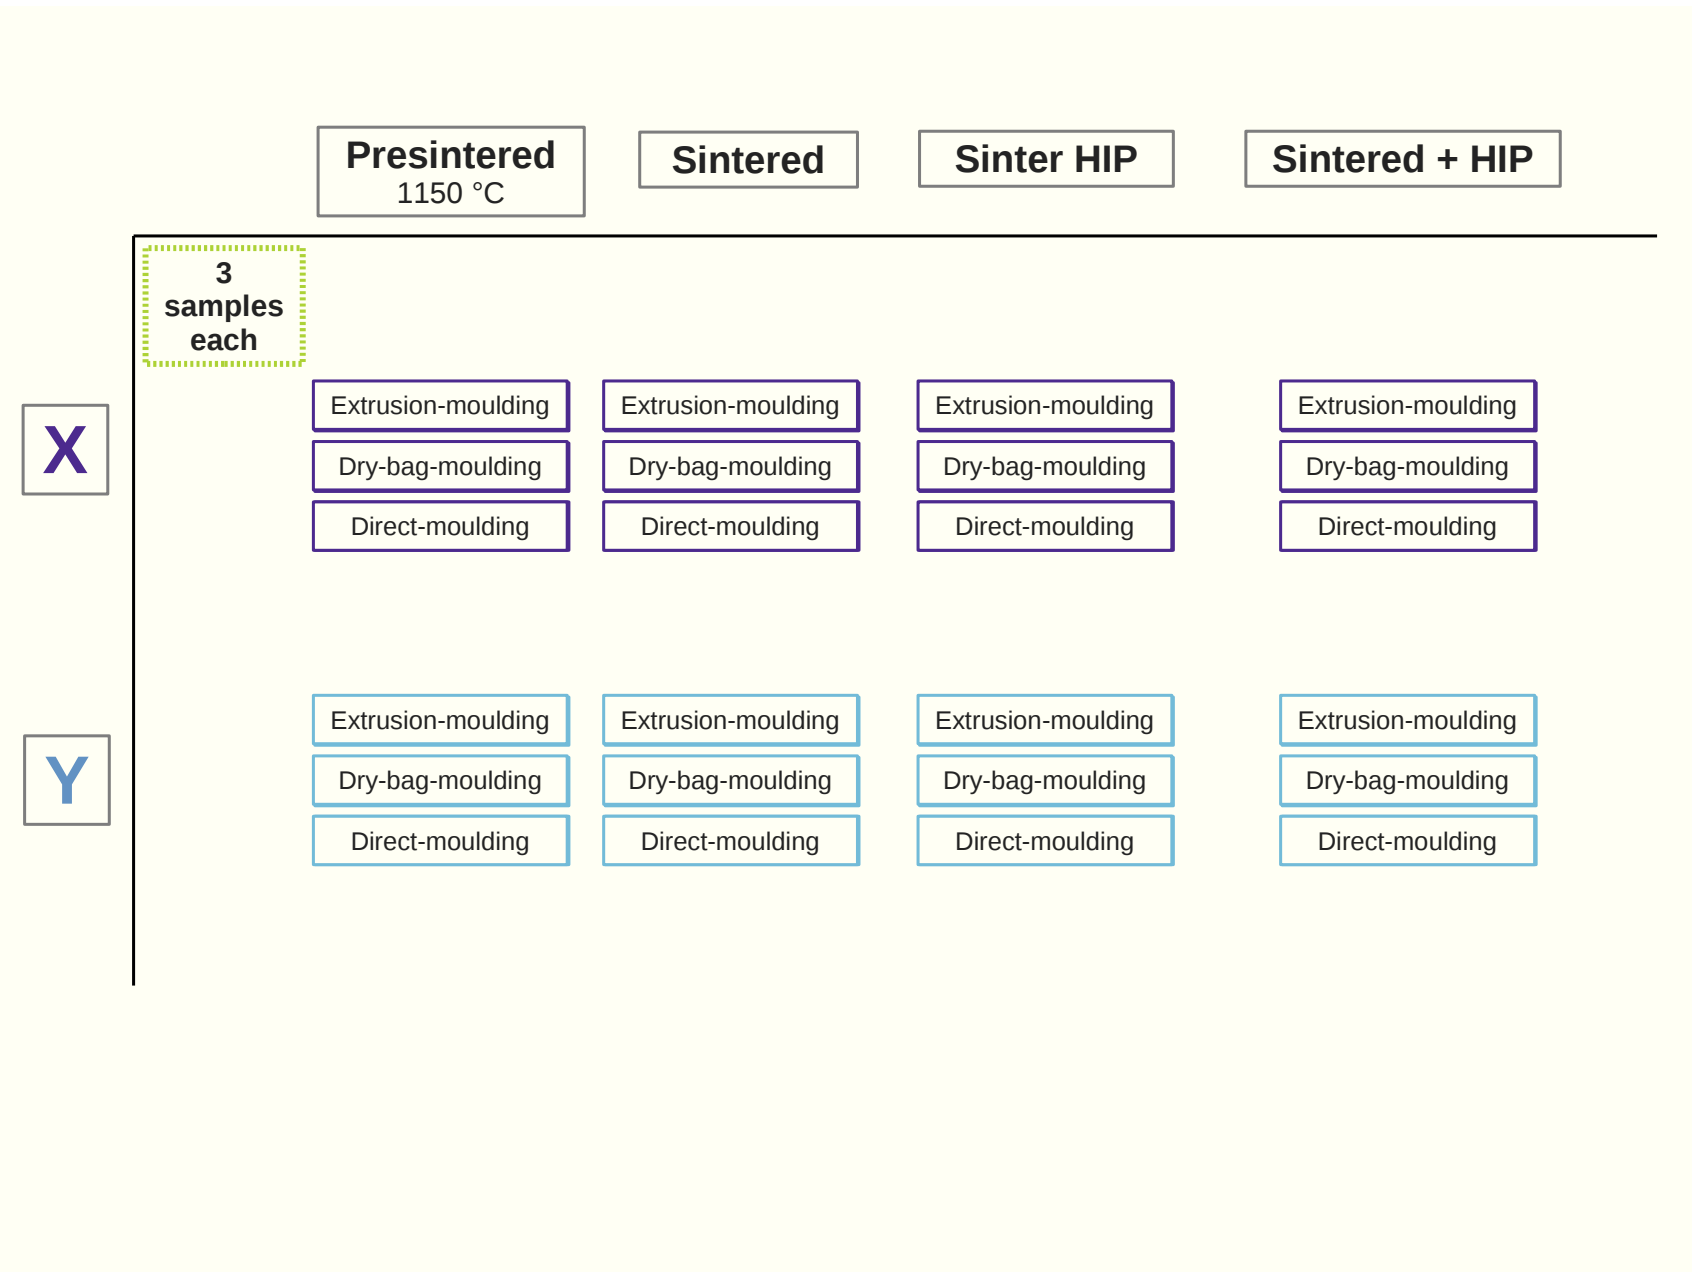 Presintered
1150 °C
Sintered
Sinter HIP
Sintered + HIP
3
samples
each
X
Extrusion-moulding
Extrusion-moulding
Extrusion-moulding
Extrusion-moulding
Dry-bag-moulding
Dry-bag-moulding
Dry-bag-moulding
Dry-bag-moulding
Direct-moulding
Direct-moulding
Direct-moulding
Direct-moulding
Y
Extrusion-moulding
Extrusion-moulding
Extrusion-moulding
Extrusion-moulding
Dry-bag-moulding
Dry-bag-moulding
Dry-bag-moulding
Dry-bag-moulding
Direct-moulding
Direct-moulding
Direct-moulding
Direct-moulding